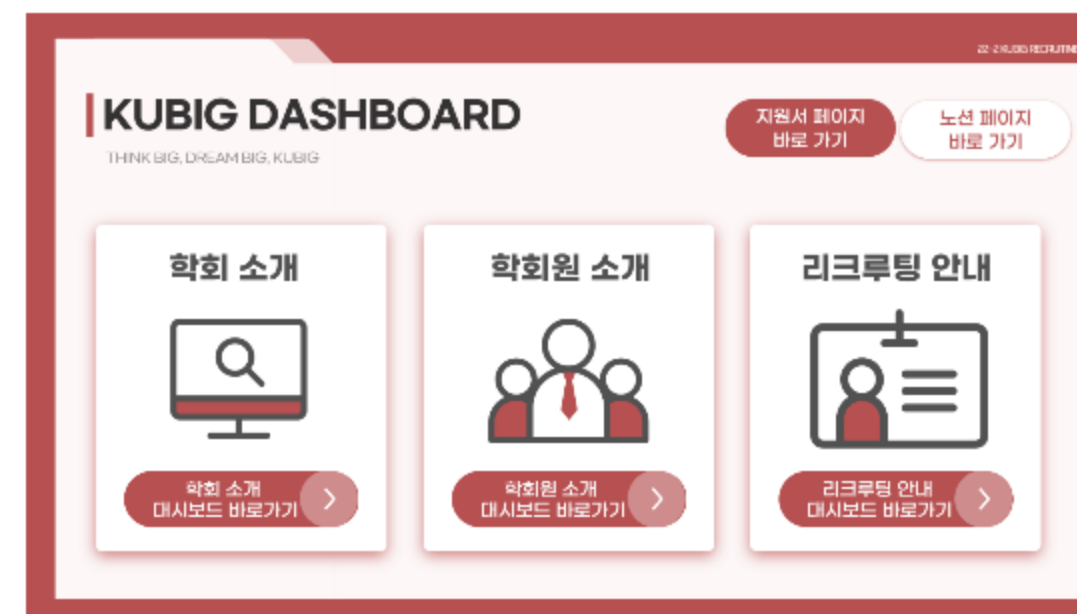 22-2 KUBIG RECRUITING
KUBIG DASHBOARD
지원서 페이지
바로 가기
노션 페이지
바로 가기
THINK BIG, DREAM BIG, KUBIG
학회 소개
학회원 소개
리크루팅 안내
학회 소개
대시보드 바로가기
학회원 소개
대시보드 바로가기
리크루팅 안내
대시보드 바로가기